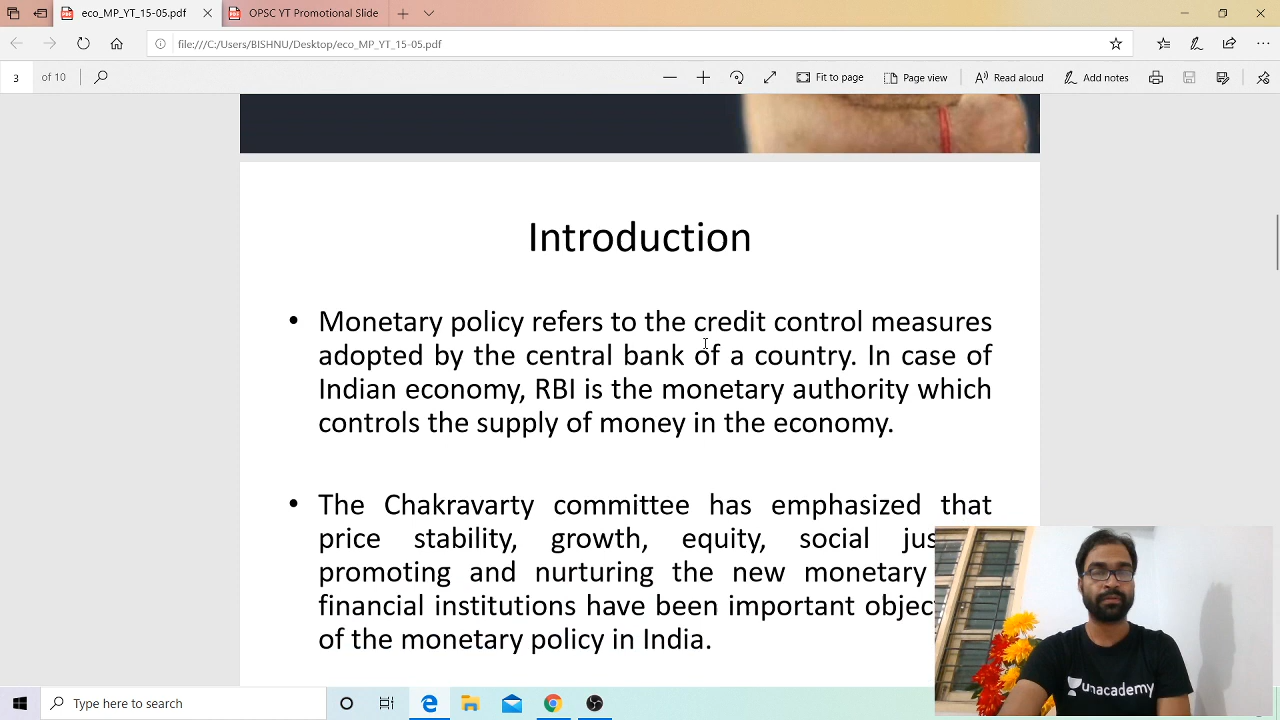 eco_MP_YT_15-05.pdf
OPSC YT Promotional Slide
file:///C:/Users/BISHNU/Desktop/eco_MP_YT_15-05.pdf
3 of 10
Fit to page
Page view
Read aloud
Add notes
Introduction
• Monetary policy refers to the credit control measures
adopted by the central bank of a country. In case of
Indian economy, RBI is the monetary authority which
controls the supply of money in the economy.
• The Chakravarty committee has emphasized that
price stability, growth, equity, social
promoting and nurturing the new monetary
financial institutions have been important
of the monetary policy in India.
unacademy
Type here to search